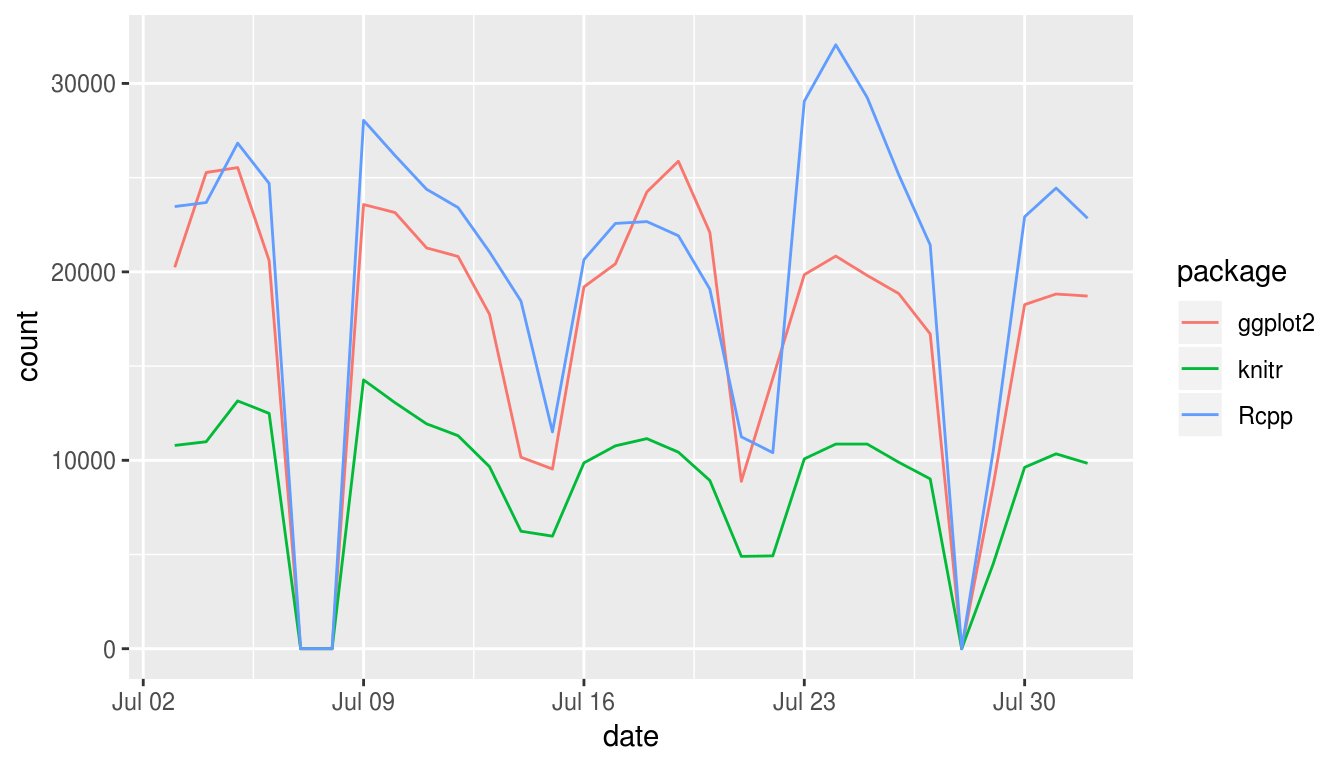 count
30000
20000
10000
0
Jul 02
Jul 09
Jul 16
Jul 23
Jul 30
date
package
ggplot2
knitr
Rcpp